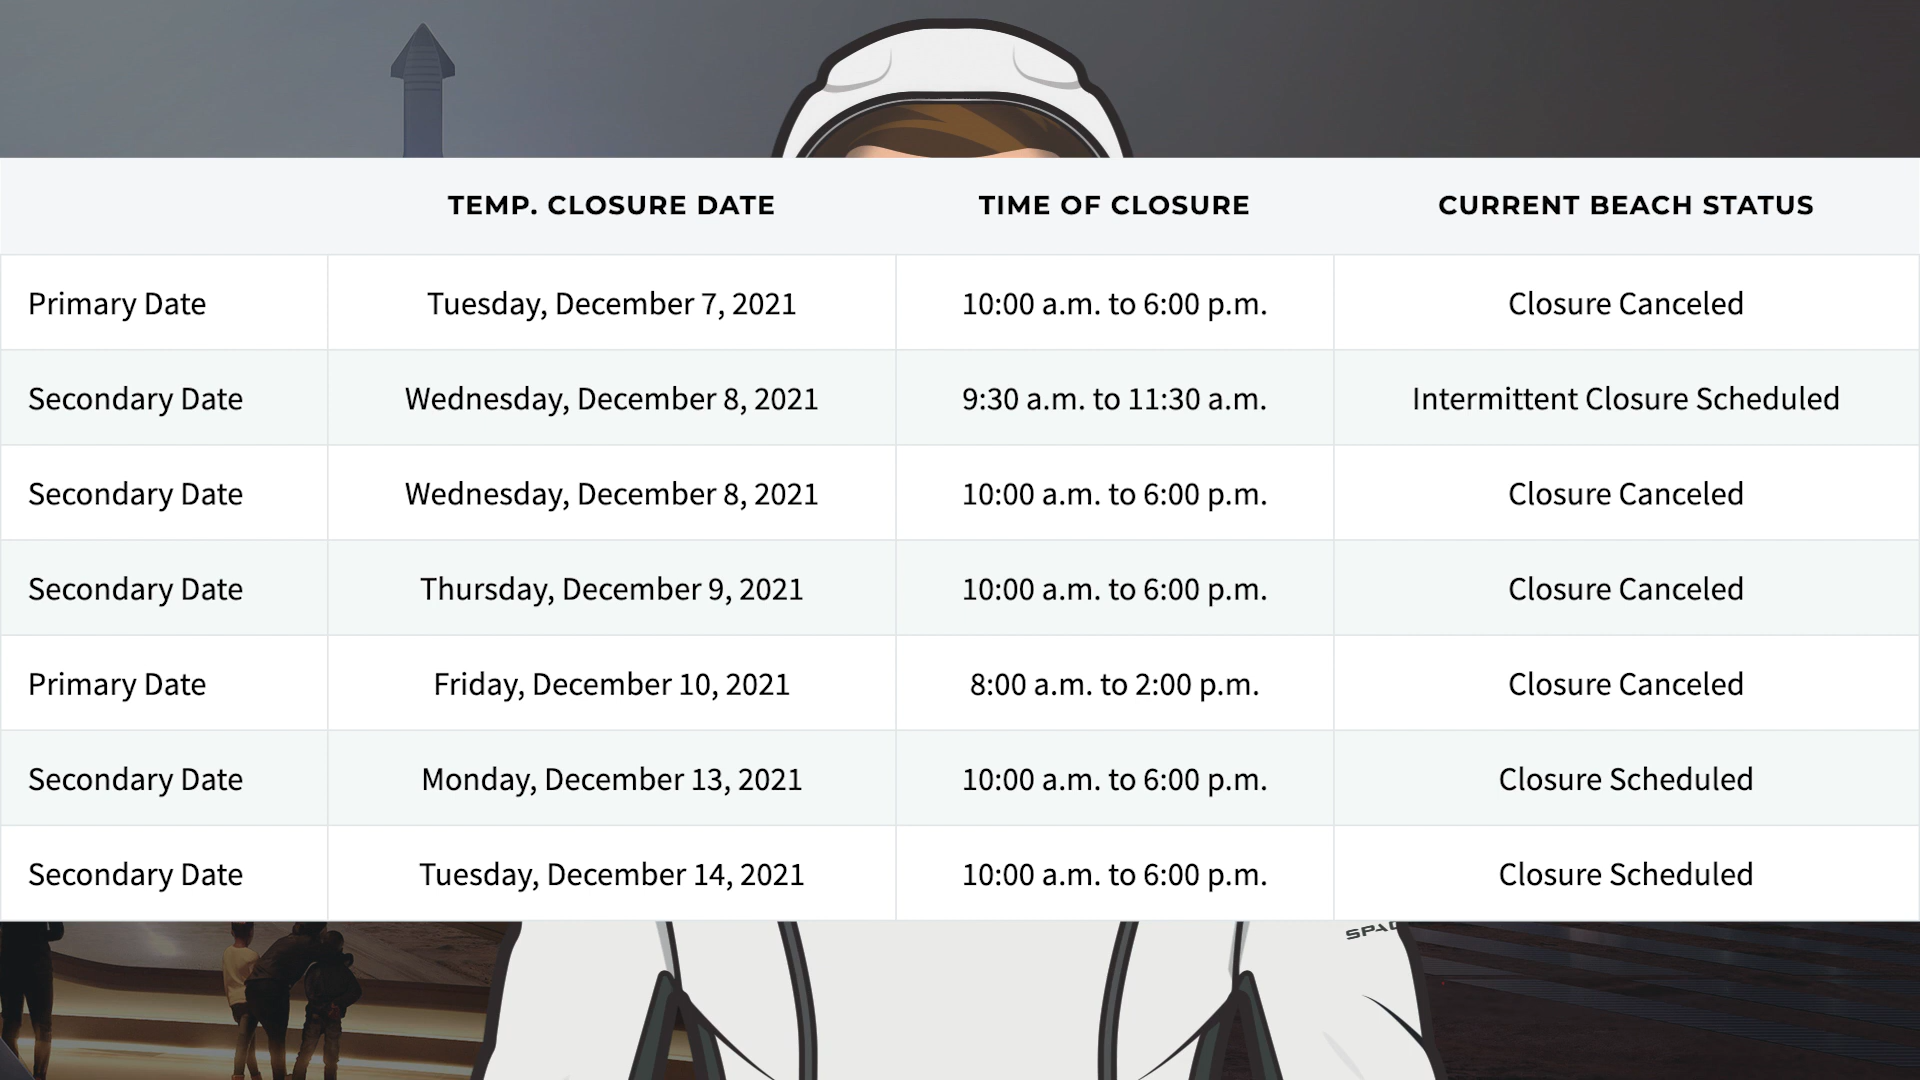 TEMP. CLOSURE DATE TIME OF CLOSURE CURRENT BEACH STATUS
Primary Date Tuesday, December 7, 2021 10:00 a.m. to 6:00 p.m. Closure Canceled
Secondary Date Wednesday, December 8, 2021 9:30 a.m. to 11:30 a.m. Intermittent Closure Scheduled
Secondary Date Wednesday, December 8, 2021 10:00 a.m. to 6:00 p.m. Closure Canceled
Secondary Date Thursday, December 9, 2021 10:00 a.m. to 6:00 p.m. Closure Canceled
Primary Date Friday, December 10, 2021 8:00 a.m. to 2:00 p.m. Closure Canceled
Secondary Date Monday, December 13, 2021 10:00 a.m. to 6:00 p.m. Closure Scheduled
Secondary Date Tuesday, December 14, 2021 10:00 a.m. to 6:00 p.m. Closure Scheduled